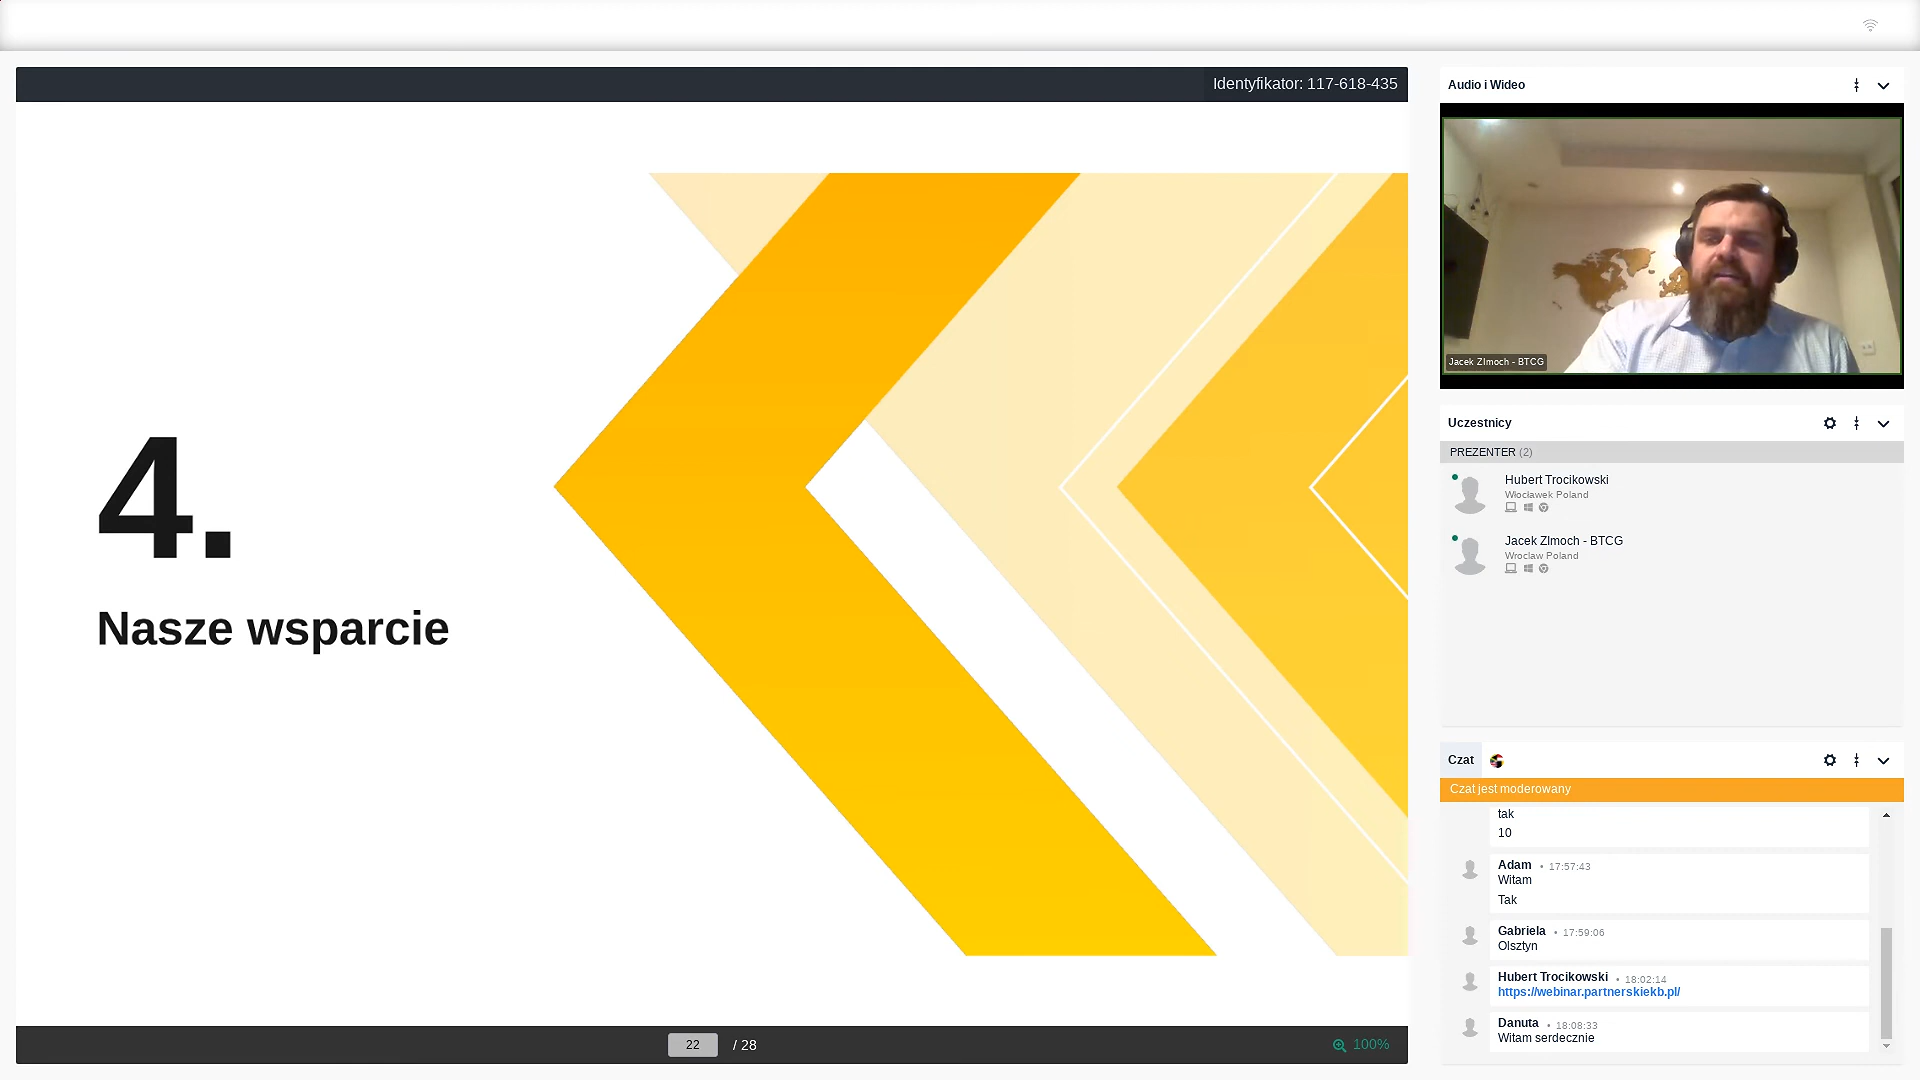 Identyfikator: 117-618-435
4.
Nasze wsparcie
22 / 28
100%
Audio i Wideo
Jacek ZImoch - BTCG
Uczestnicy
PREZENTER (2)
Hubert Trocikowski
Włocławek Poland
Jacek ZImoch - BTCG
Wroclaw Poland
Czat
Czat jest moderowany
tak
10
Adam • 17:57:43
Witam
Tak
Gabriela • 17:59:06
Olsztyn
Hubert Trocikowski • 18:02:14
https://webinar.partnerskiekb.pl/
Danuta • 18:08:33
Witam serdecznie